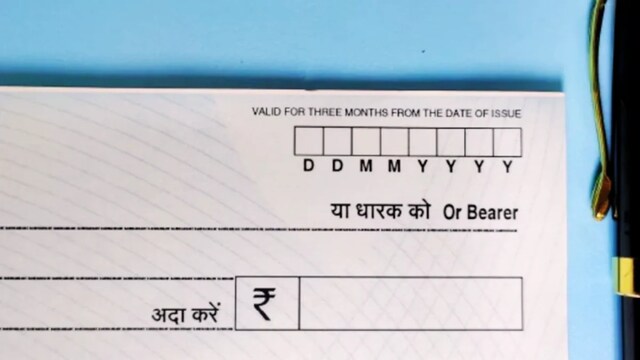 VALID FOR THREE MONTHS FROM THE DATE OF ISSUE
D D M M Y Y Y Y
या धारक को Or Bearer
अदा करें ₹